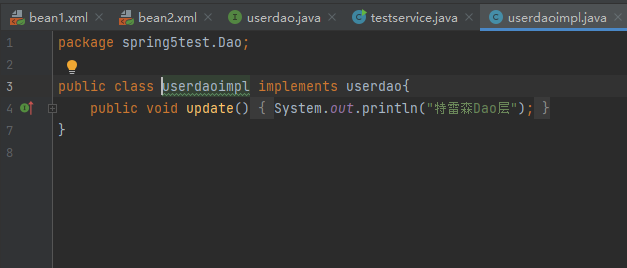 bean1.xml bean2.xml userdao.java testservice.java userdaoimpl.java
1 package spring5test.Dao;
2
3 public class userdaoimpl implements userdao{
4 public void update() { System.out.println("特雷森Dao层"); }
7 }
8